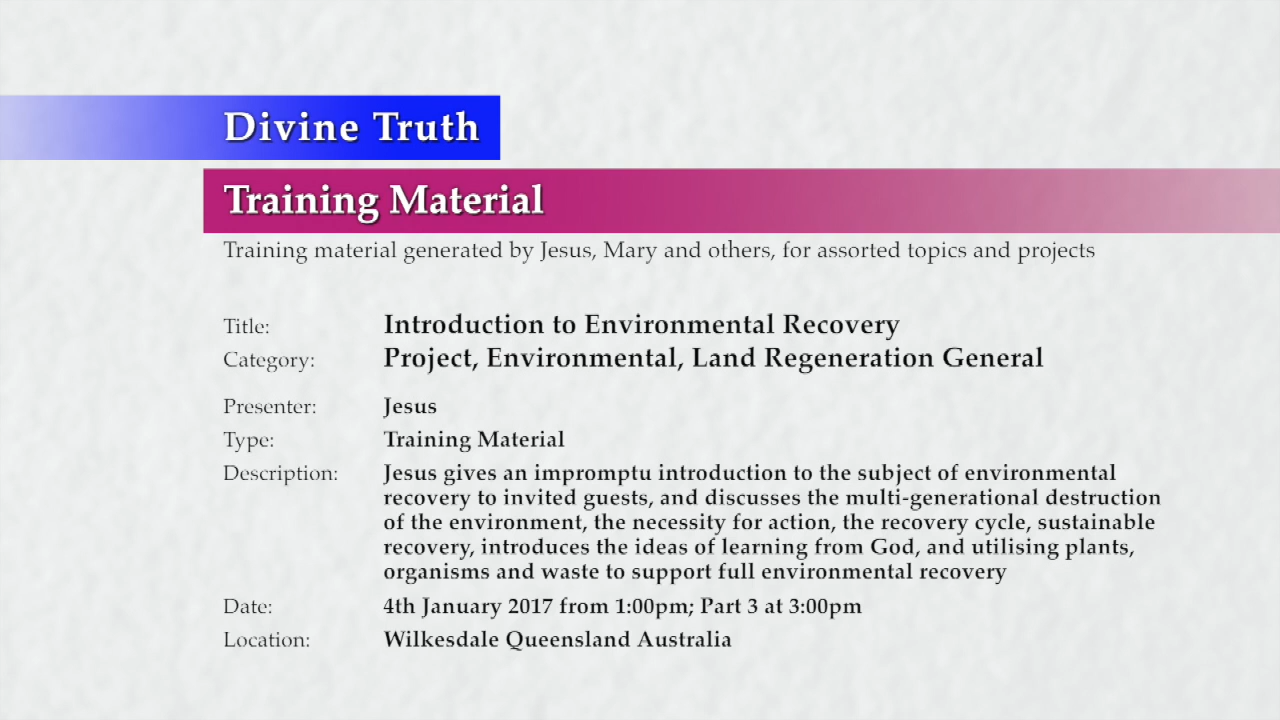 Divine Truth
Training Material
Training material generated by Jesus, Mary and others, for assorted topics and projects
Title: Introduction to Environmental Recovery
Category: Project, Environmental, Land Regeneration General
Presenter: Jesus
Type: Training Material
Description: Jesus gives an impromptu introduction to the subject of environmental
recovery to invited guests, and discusses the multi-generational destruction
of the environment, the necessity for action, the recovery cycle, sustainable
recovery, introduces the ideas of learning from God, and utilising plants,
organisms and waste to support full environmental recovery
Date: 4th January 2017 from 1:00pm; Part 3 at 3:00pm
Location: Wilkesdale Queensland Australia